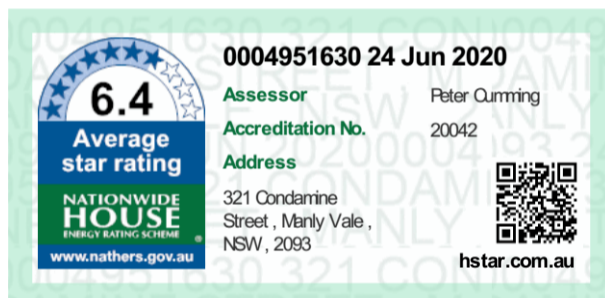 0004951630 24 Jun 2020
6.4
Average
star rating
NATIONWIDE
HOUSE
ENERGY RATING SCHEME ®
www.nathers.gov.au
Assessor Peter Cumming
Accreditation No. 20042
Address
321 Condamine
Street , Manly Vale ,
NSW , 2093
hstar.com.au